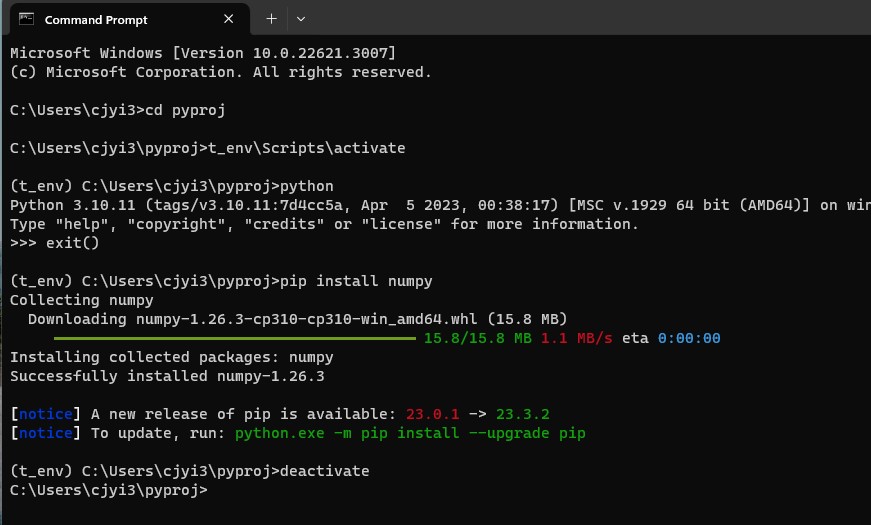 Command Prompt
Microsoft Windows [Version 10.0.22621.3007]
(c) Microsoft Corporation. All rights reserved.
C:\Users\cjyi3>cd pyproj
C:\Users\cjyi3\pyproj>t_env\Scripts\activate
(t_env) C:\Users\cjyi3\pyproj>python
Python 3.10.11 (tags/v3.10.11:7d4cc5a, Apr  5 2023, 00:38:17) [MSC v.1929 64 bit (AMD64)] on win
Type "help", "copyright", "credits" or "license" for more information.
>>> exit()
(t_env) C:\Users\cjyi3\pyproj>pip install numpy
Collecting numpy
  Downloading numpy-1.26.3-cp310-cp310-win_amd64.whl (15.8 MB)
15.8/15.8 MB 1.1 MB/s eta 0:00:00
Installing collected packages: numpy
Successfully installed numpy-1.26.3
[notice] A new release of pip is available: 23.0.1 -> 23.3.2
[notice] To update, run: python.exe -m pip install --upgrade pip
(t_env) C:\Users\cjyi3\pyproj>deactivate
C:\Users\cjyi3\pyproj>